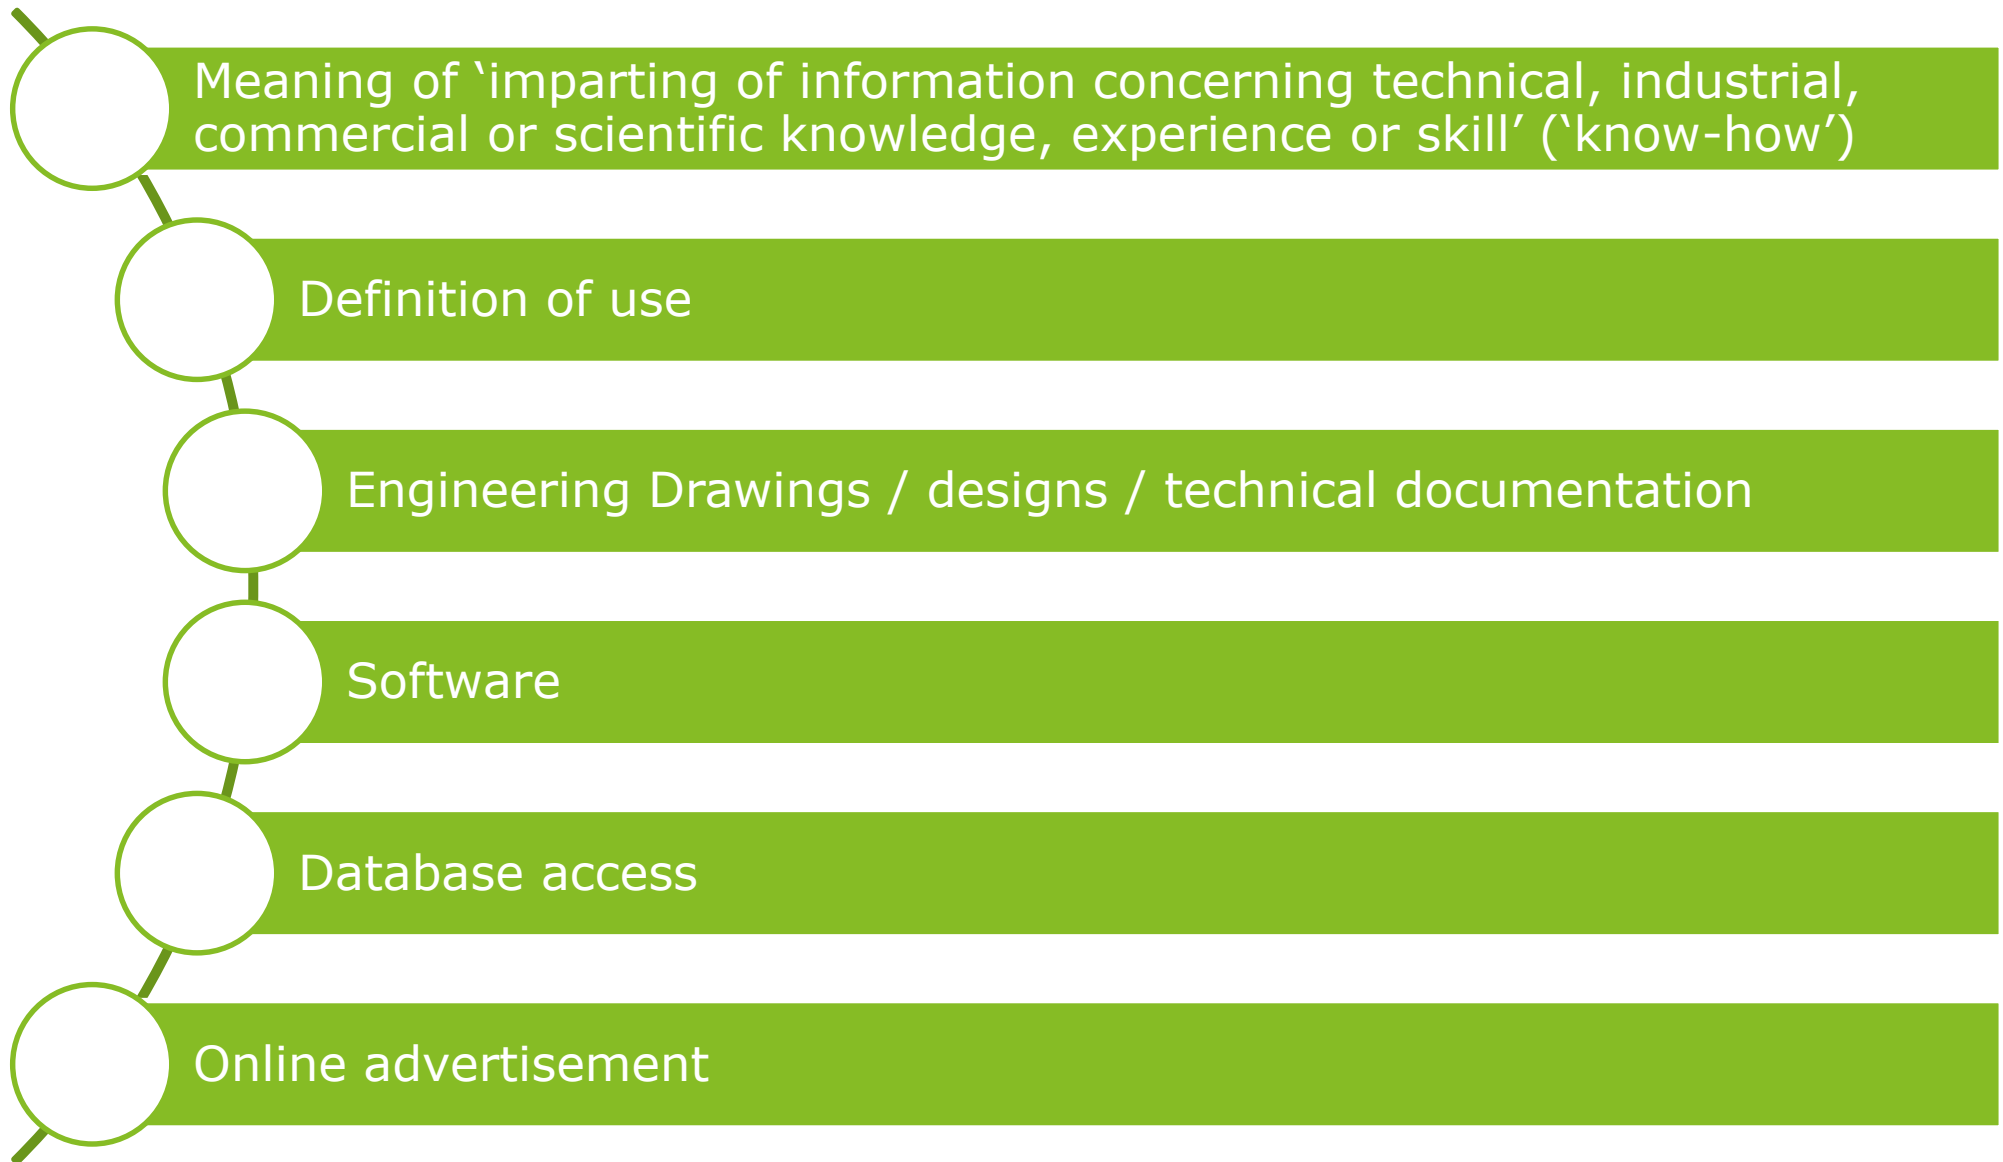 Meaning of ‘imparting of information concerning technical, industrial,
commercial or scientific knowledge, experience or skill’ (‘know-how’)
Definition of use
Engineering Drawings / designs / technical documentation
Software
Database access
Online advertisement